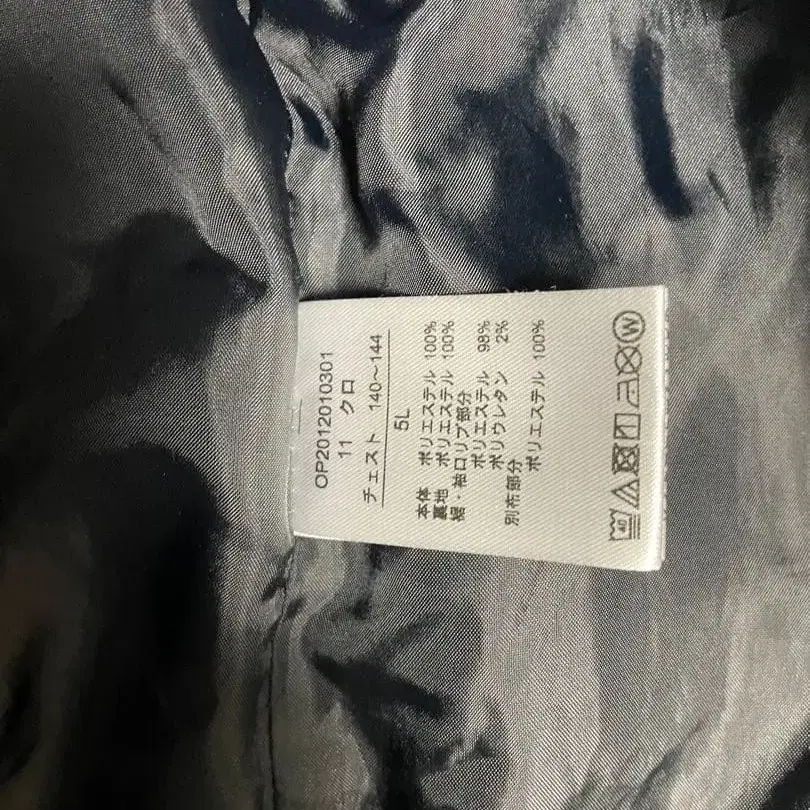 OP2012010301
11 クロ
チェスト 140〜144
5L
本体 ポリエステル 100%
裏地 ポリエステル 100%
裾・袖口リブ部分
ポリエステル 98%
ポリウレタン 2%
別布部分
ポリエステル 100%
40
W